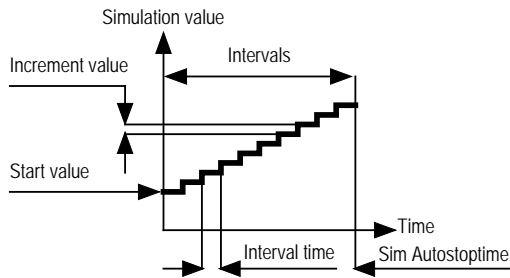 Simulation value
Increment value
Intervals
Start value
Time
Interval time
Sim Autostoptime